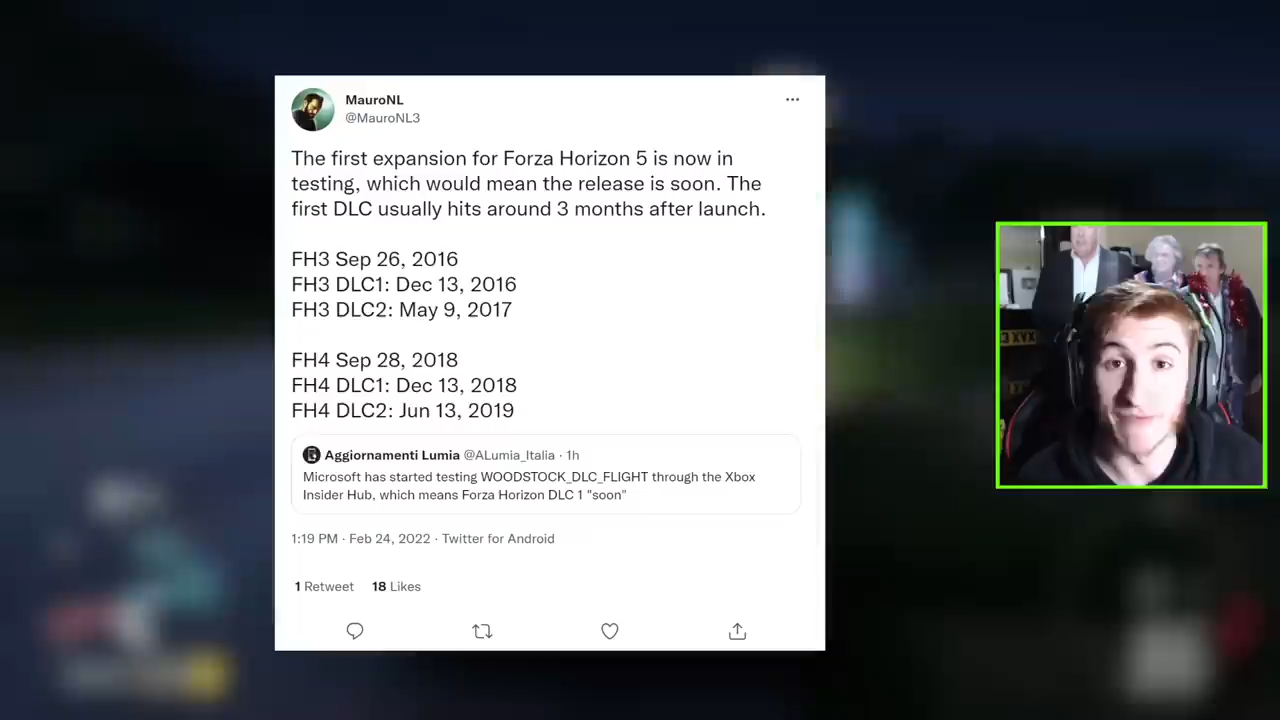 MauroNL
@MauroNL3
The first expansion for Forza Horizon 5 is now in
testing, which would mean the release is soon. The
first DLC usually hits around 3 months after launch.
FH3 Sep 26, 2016
FH3 DLC1: Dec 13, 2016
FH3 DLC2: May 9, 2017
FH4 Sep 28, 2018
FH4 DLC1: Dec 13, 2018
FH4 DLC2: Jun 13, 2019
Aggiornamenti Lumia @ALumia_Italia · 1h
Microsoft has started testing WOODSTOCK_DLC_FLIGHT through the Xbox
Insider Hub, which means Forza Horizon DLC 1 "soon"
1:19 PM · Feb 24, 2022 · Twitter for Android
1 Retweet 18 Likes